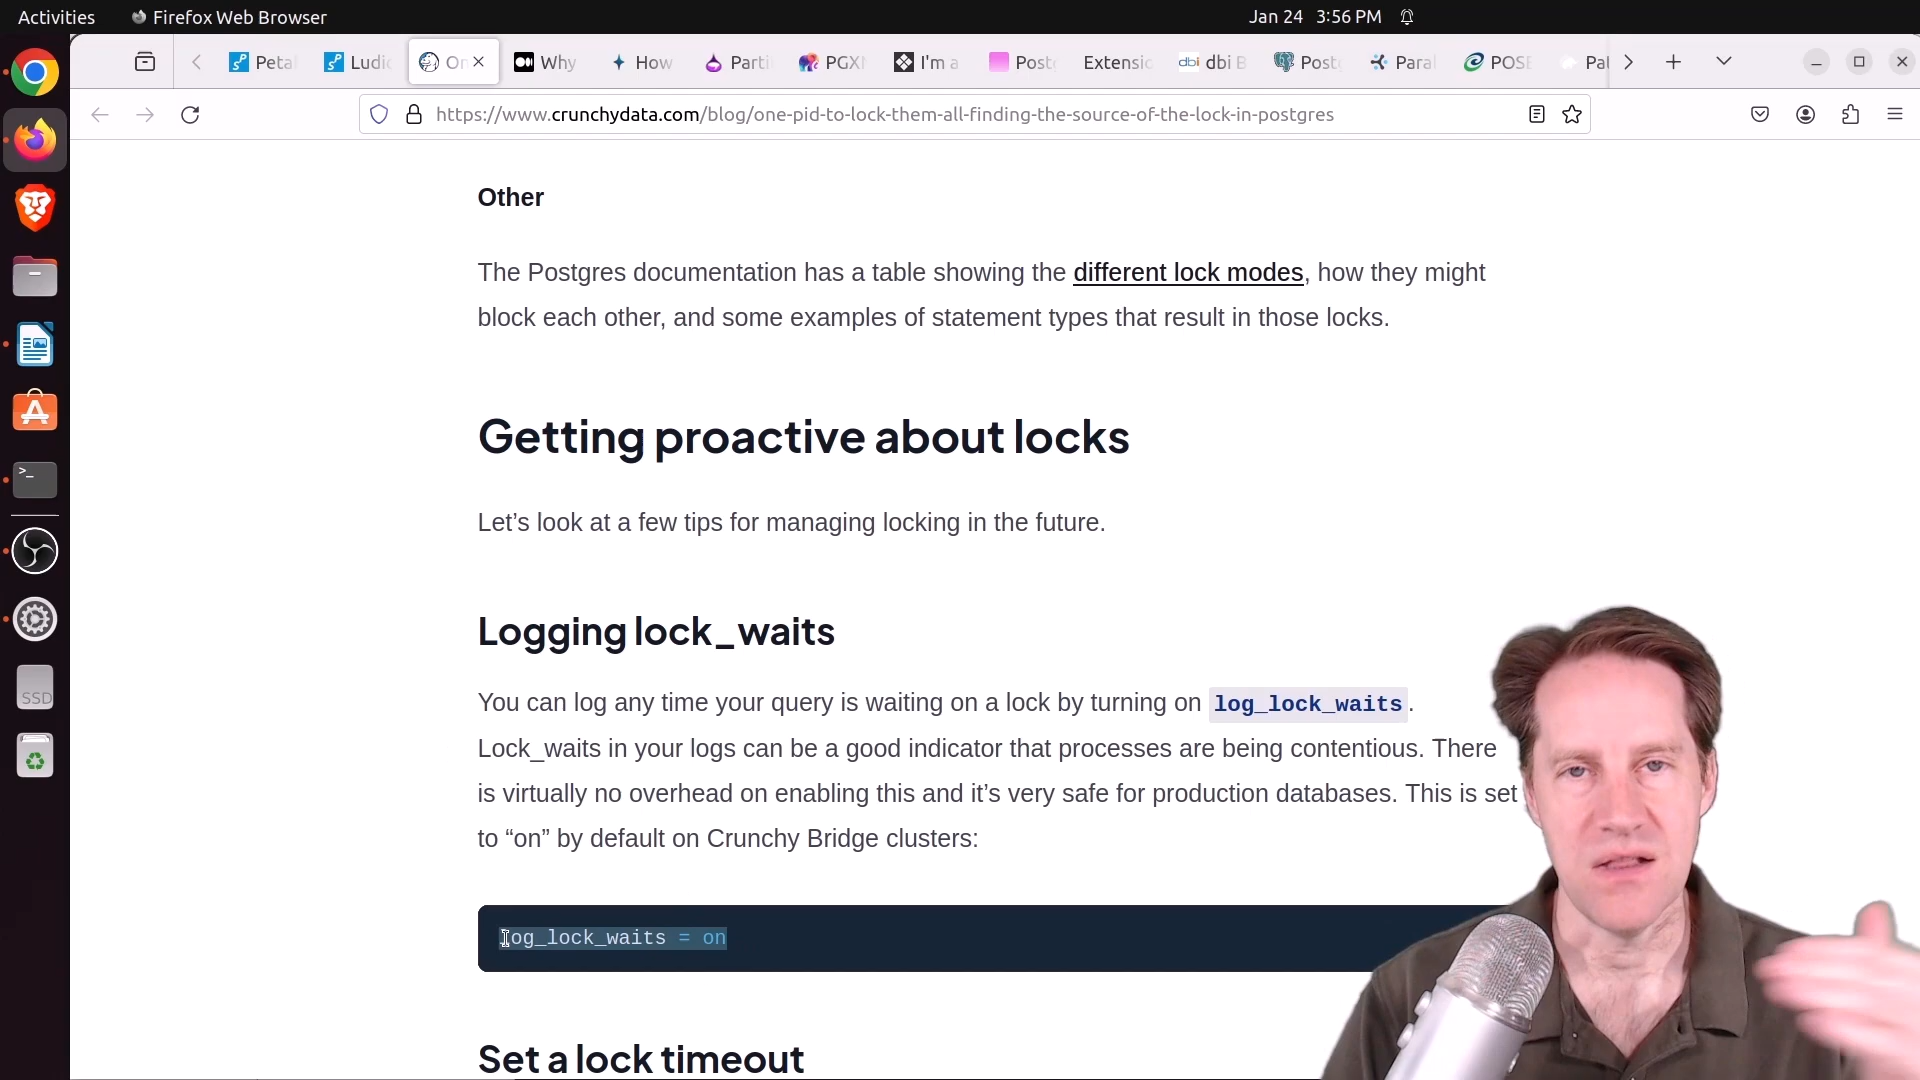 Activities
Firefox Web Browser
Jan 24 3:56 PM
Peta
Ludi
On
Why
How
Parti
PGX
I'm a
Post
Extensi
dbi
dbi B
Post
Para
POSE
Pat
https://www.crunchydata.com/blog/one-pid-to-lock-them-all-finding-the-source-of-the-lock-in-postgres
Other
The Postgres documentation has a table showing the different lock modes, how they might
block each other, and some examples of statement types that result in those locks.
Getting proactive about locks
Let’s look at a few tips for managing locking in the future.
Logging lock_waits
You can log any time your query is waiting on a lock by turning on log_lock_waits.
Lock_waits in your logs can be a good indicator that processes are being contentious. There
is virtually no overhead on enabling this and it’s very safe for production databases. This is set
to “on” by default on Crunchy Bridge clusters:
log_lock_waits = on
Set a lock timeout
SSD